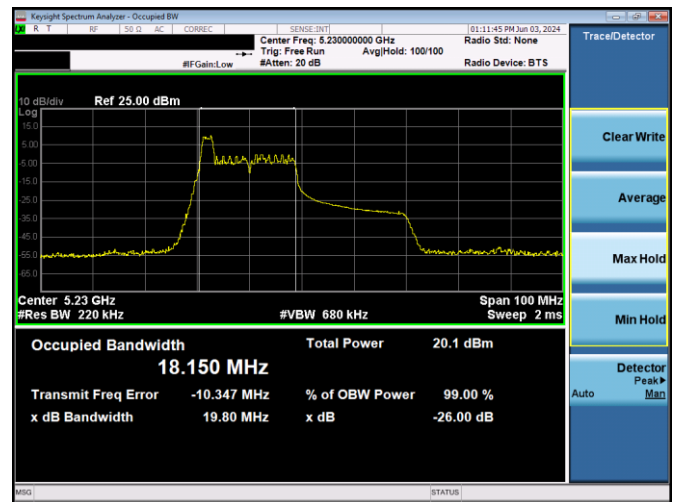 Keysight Spectrum Analyzer - Occupied BW
LXI R T RF 50 Ω AC CORREC SENSE:INT 01:11:45 PM Jun 03, 2024
Center Freq: 5.230000000 GHz Radio Std: None
Trig: Free Run Avg|Hold: 100/100
#IFGain:Low #Atten: 20 dB Radio Device: BTS
Trace/Detector
10 dB/div Ref 25.00 dBm
Log
15.0
5.00
-5.00
-15.0
-25.0
-35.0
-45.0
-55.0
-65.0
Center 5.23 GHz Span 100 MHz
#Res BW 220 kHz #VBW 680 kHz Sweep 2 ms
Occupied Bandwidth Total Power 20.1 dBm
18.150 MHz
Transmit Freq Error -10.347 MHz % of OBW Power 99.00 %
x dB Bandwidth 19.80 MHz x dB -26.00 dB
Clear Write
Average
Max Hold
Min Hold
Detector
Peak▶
Auto Man
MSG STATUS